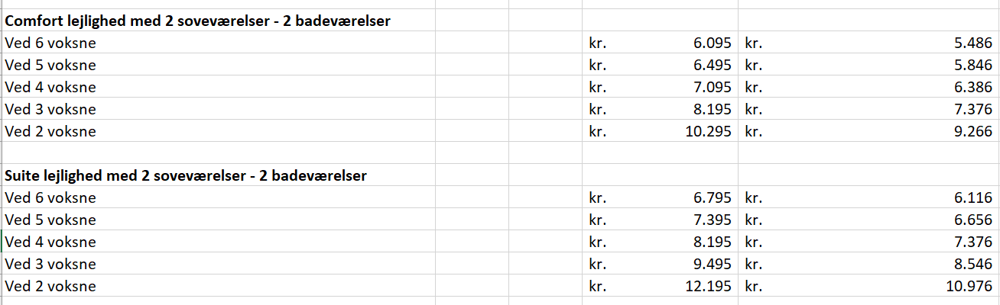 Comfort lejlighed med 2 soveværelser - 2 badeværelser
Ved 6 voksne kr. 6.095 kr. 5.486
Ved 5 voksne kr. 6.495 kr. 5.846
Ved 4 voksne kr. 7.095 kr. 6.386
Ved 3 voksne kr. 8.195 kr. 7.376
Ved 2 voksne kr. 10.295 kr. 9.266
Suite lejlighed med 2 soveværelser - 2 badeværelser
Ved 6 voksne kr. 6.795 kr. 6.116
Ved 5 voksne kr. 7.395 kr. 6.656
Ved 4 voksne kr. 8.195 kr. 7.376
Ved 3 voksne kr. 9.495 kr. 8.546
Ved 2 voksne kr. 12.195 kr. 10.976